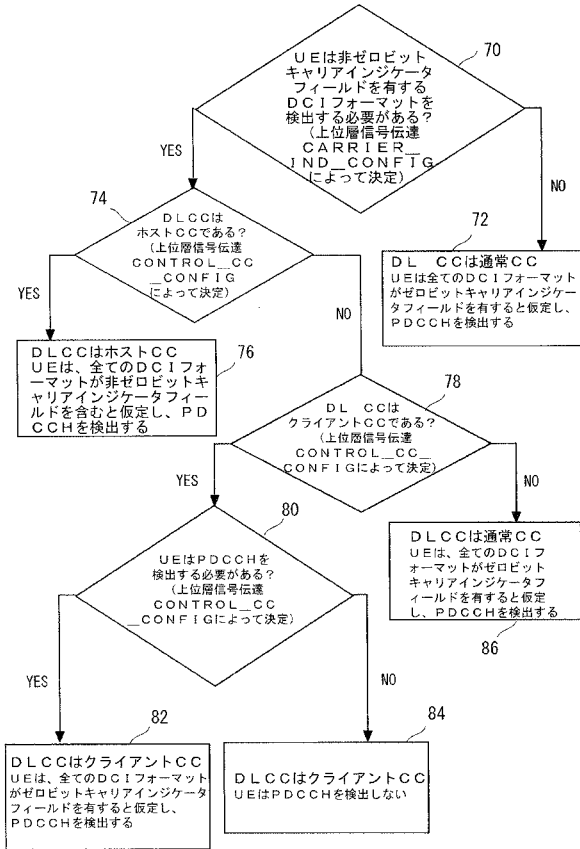 70
UEは非ゼロビット
キャリアインジケータ
フィールドを有する
DCIフォーマットを
検出する必要がある?
(上位層信号伝達
CARRIER__
IND__CONFIG
によって決定)
YES
NO
74
DLCCは
ホストCCである?
(上位層信号伝達
CONTROL__CC
__CONFIG
によって決定)
72
DL CCは通常CC
UEは全てのDCIフォーマット
がゼロビットキャリアインジケー
タフィールドを有すると仮定し、
PDCCHを検出する
YES
NO
76
DLCCはホストCC
UEは、全てのDCIフォ
ーマットが非ゼロビットキ
ャリアインジケータフィー
ルドを含むと仮定し、PD
CCHを検出する
78
DL CCは
クライアントCCである?
(上位層信号伝達
CONTROL__CC__
CONFIGによって決定)
YES
NO
80
UEはPDCCHを
検出する必要がある?
(上位層信号伝達
CONTROL__CC
__CONFIGによって決定)
DLCCは通常CC
UEは、全てのDCIフ
ォーマットがゼロビット
キャリアインジケータフ
ィールドを有すると仮定
し、PDCCHを検出する
86
YES
NO
82
DLCCはクライアントCC
UEは、全てのDCIフォーマット
がゼロビットキャリアインジケータ
フィールドを有すると仮定し、
PDCCHを検出する
84
DLCCはクライアントCC
UEはPDCCHを検出しない